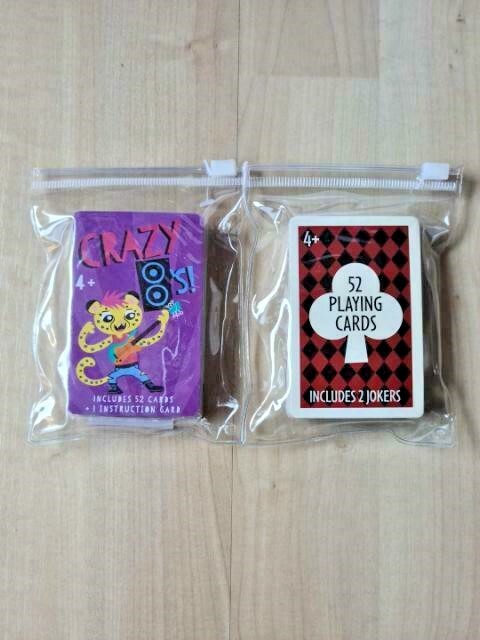 CRAZY
8'S!
4+
INCLUDES 52 CARDS
+ 1 INSTRUCTION CARD
4+
52
PLAYING
CARDS
INCLUDES 2 JOKERS